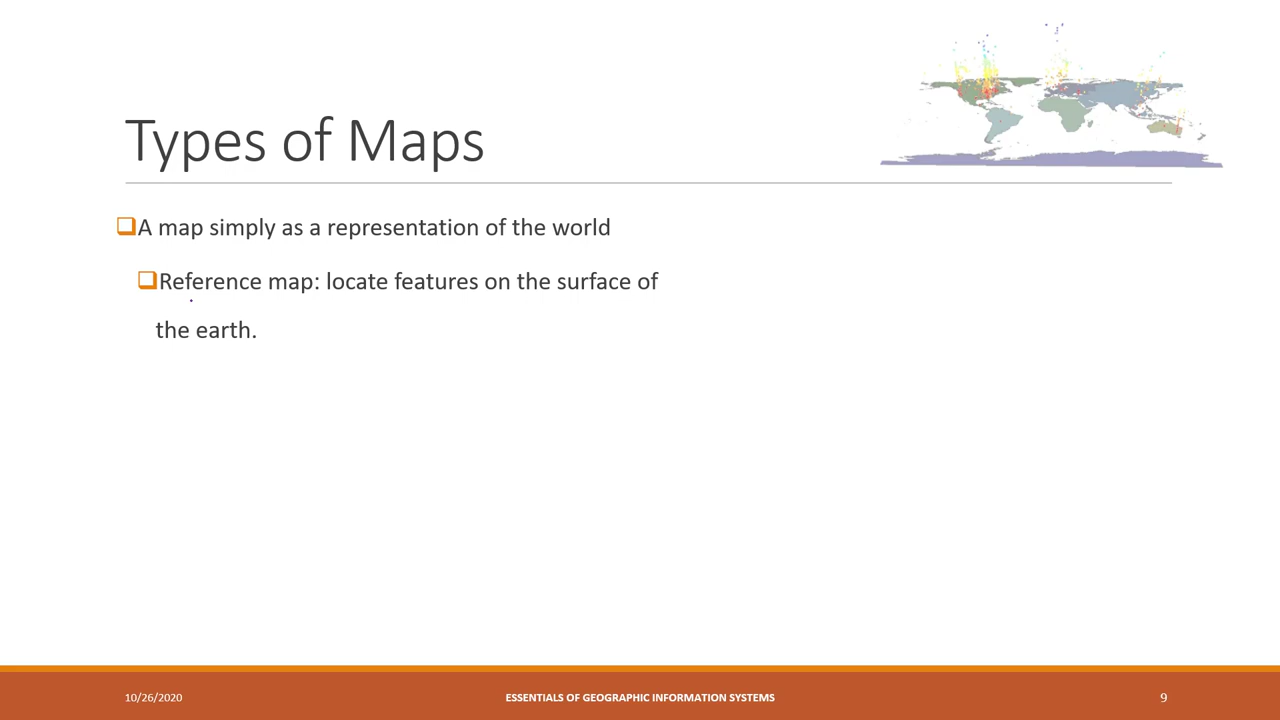 Types of Maps
❑A map simply as a representation of the world
❑Reference map: locate features on the surface of
the earth.
10/26/2020
ESSENTIALS OF GEOGRAPHIC INFORMATION SYSTEMS
9